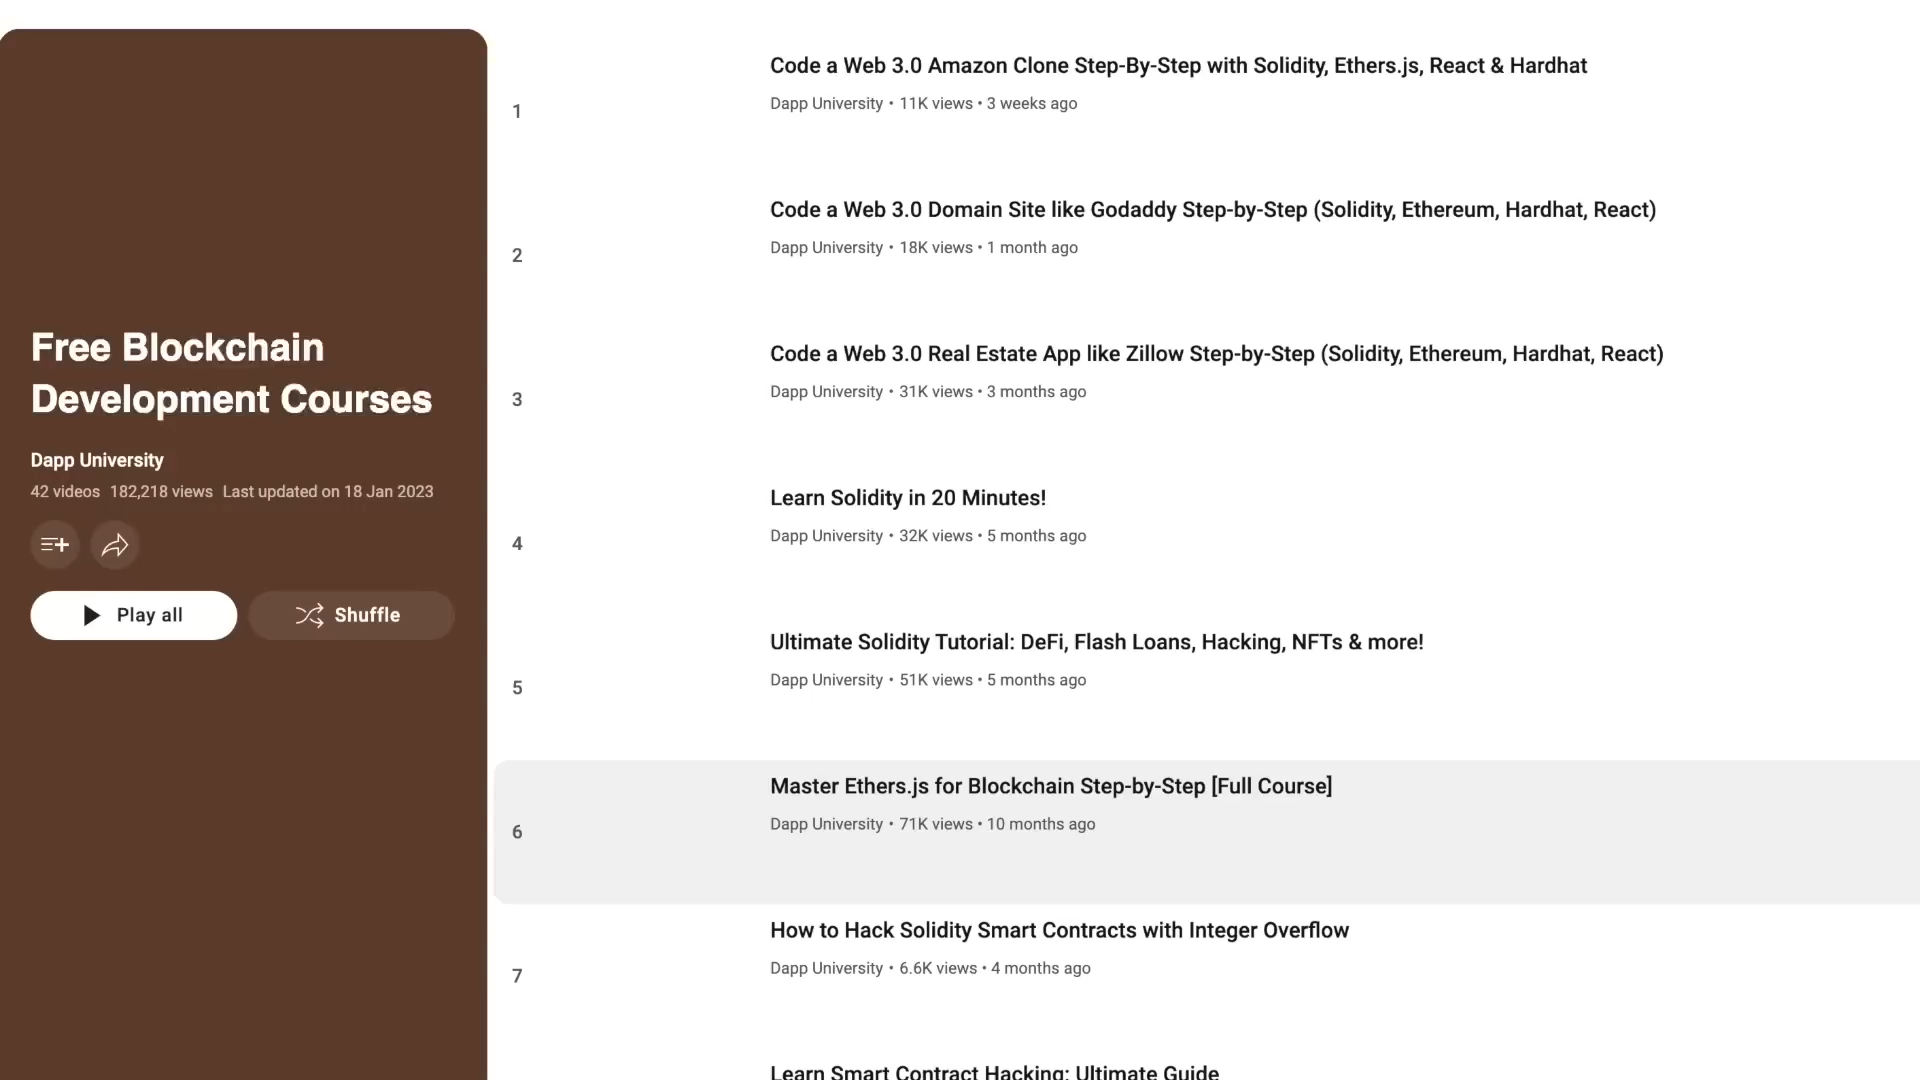 Free Blockchain
Development Courses
Dapp University
42 videos 182,218 views Last updated on 18 Jan 2023
Play all
Shuffle
1
Code a Web 3.0 Amazon Clone Step-By-Step with Solidity, Ethers.js, React & Hardhat
Dapp University • 11K views • 3 weeks ago
2
Code a Web 3.0 Domain Site like Godaddy Step-by-Step (Solidity, Ethereum, Hardhat, React)
Dapp University • 18K views • 1 month ago
3
Code a Web 3.0 Real Estate App like Zillow Step-by-Step (Solidity, Ethereum, Hardhat, React)
Dapp University • 31K views • 3 months ago
4
Learn Solidity in 20 Minutes!
Dapp University • 32K views • 5 months ago
5
Ultimate Solidity Tutorial: DeFi, Flash Loans, Hacking, NFTs & more!
Dapp University • 51K views • 5 months ago
6
Master Ethers.js for Blockchain Step-by-Step [Full Course]
Dapp University • 71K views • 10 months ago
7
How to Hack Solidity Smart Contracts with Integer Overflow
Dapp University • 6.6K views • 4 months ago
Learn Smart Contract Hacking: Ultimate Guide